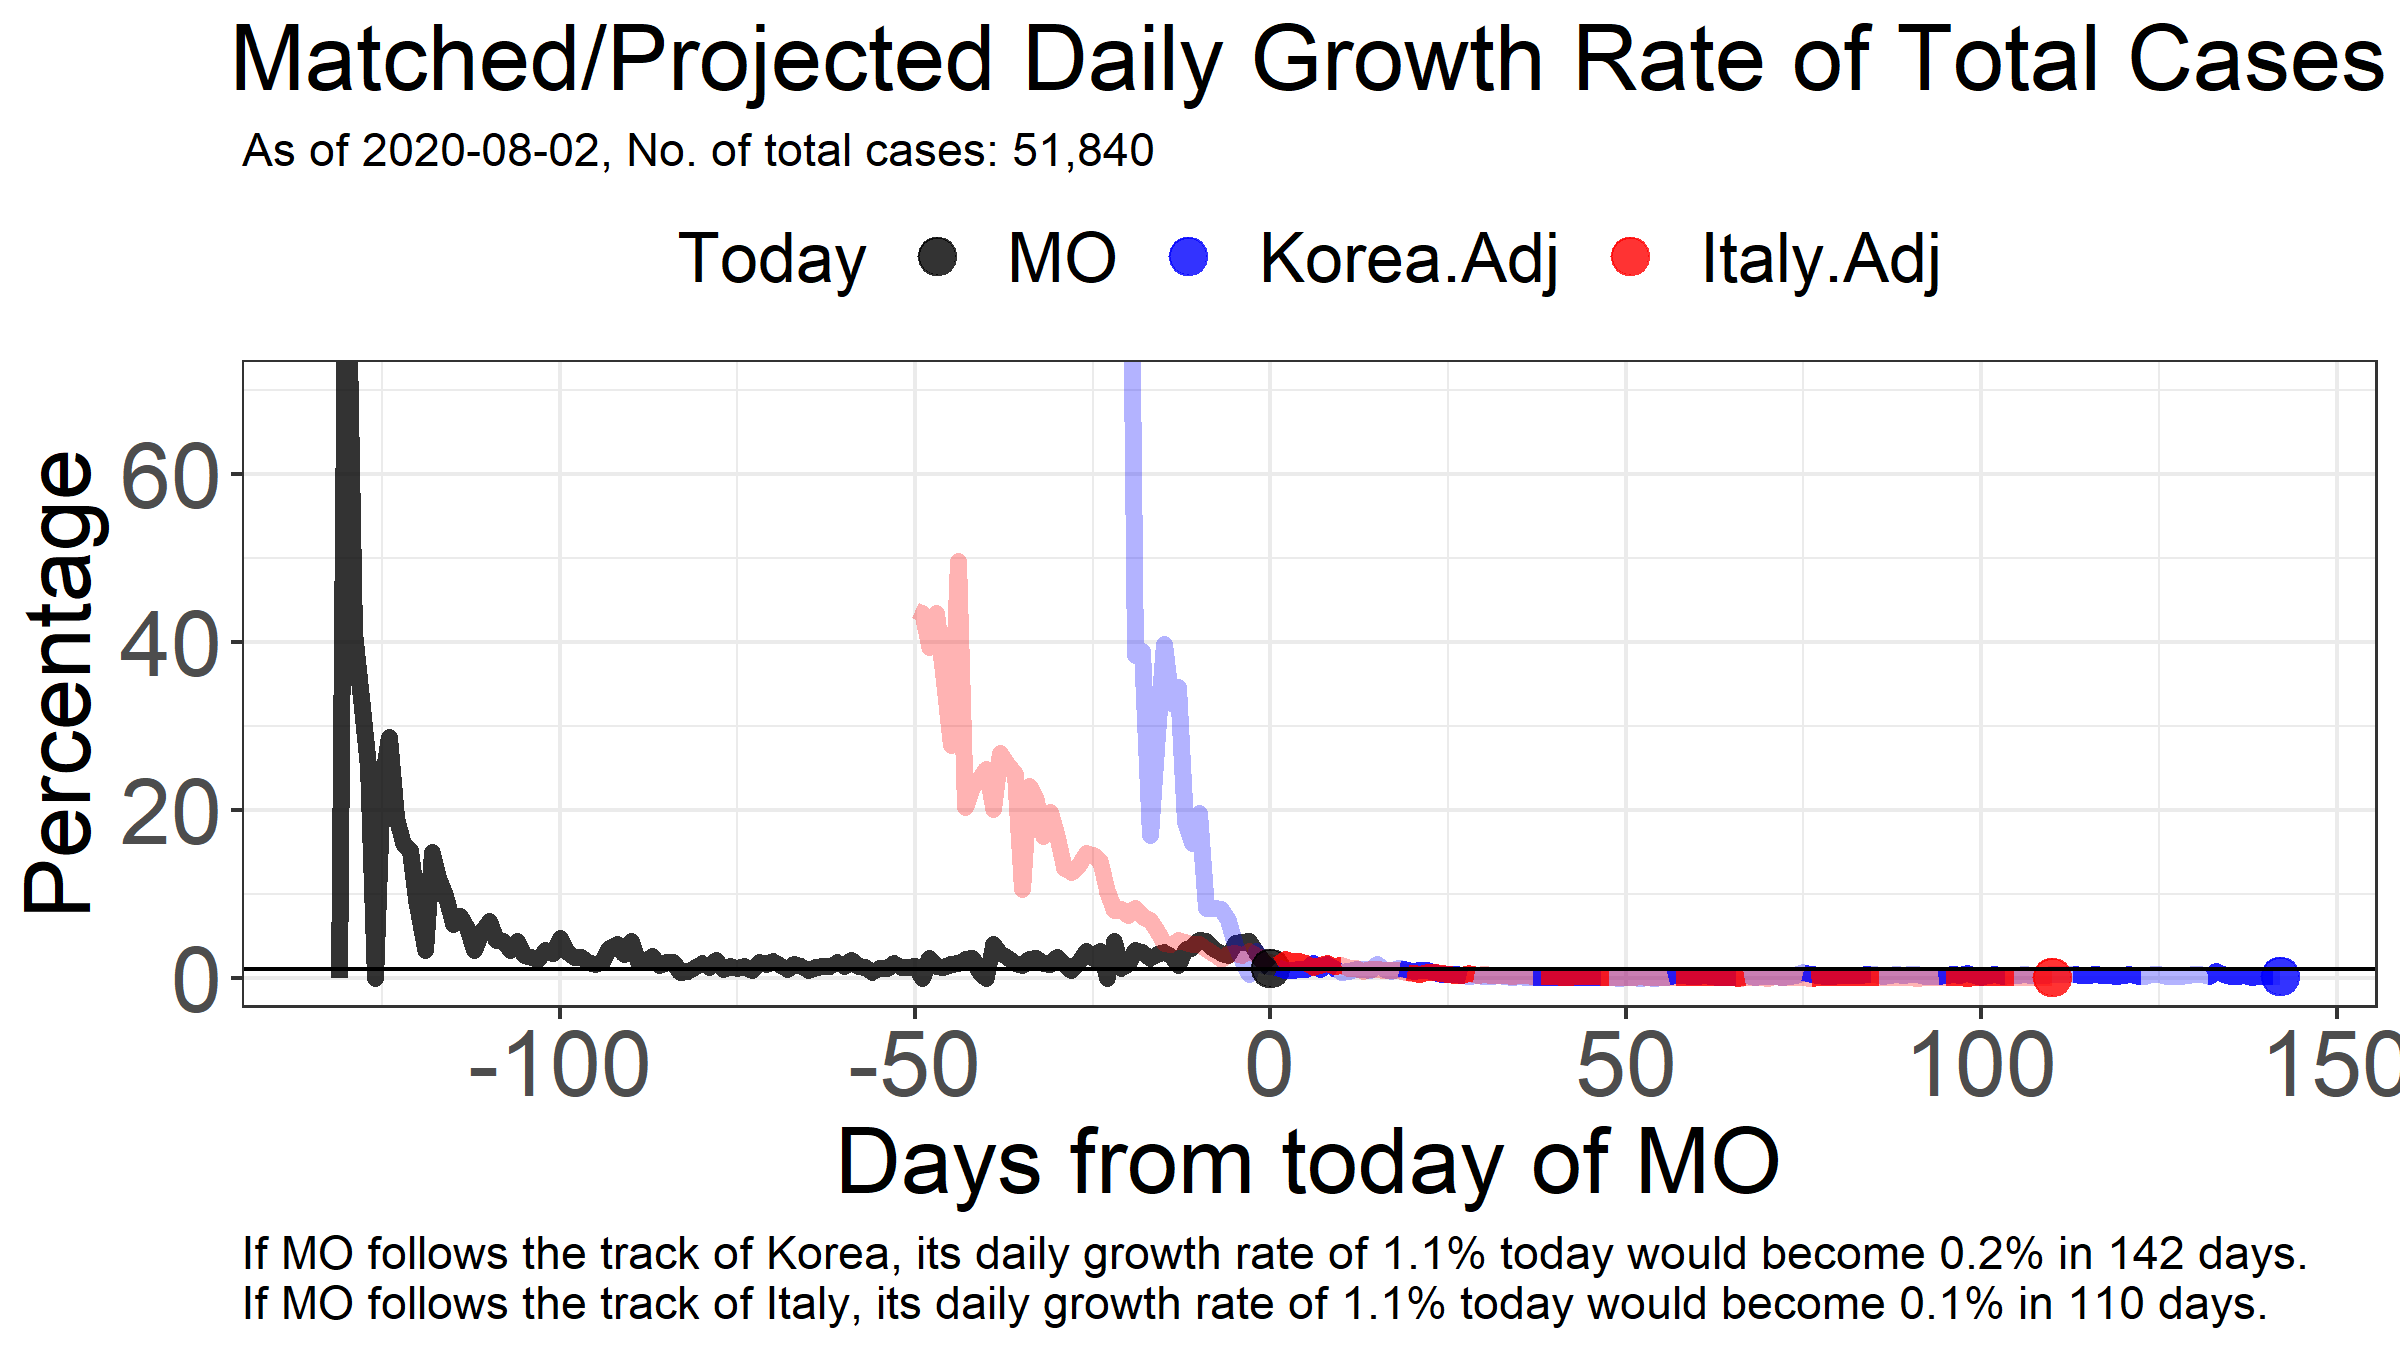 Matched/Projected Daily Growth Rate of Total Cases
As of 2020-08-02, No. of total cases: 51,840
Today MO Korea.Adj Italy.Adj
Percentage
60
40
20
0
-100 -50 0 50 100 150
Days from today of MO
If MO follows the track of Korea, its daily growth rate of 1.1% today would become 0.2% in 142 days.
If MO follows the track of Italy, its daily growth rate of 1.1% today would become 0.1% in 110 days.